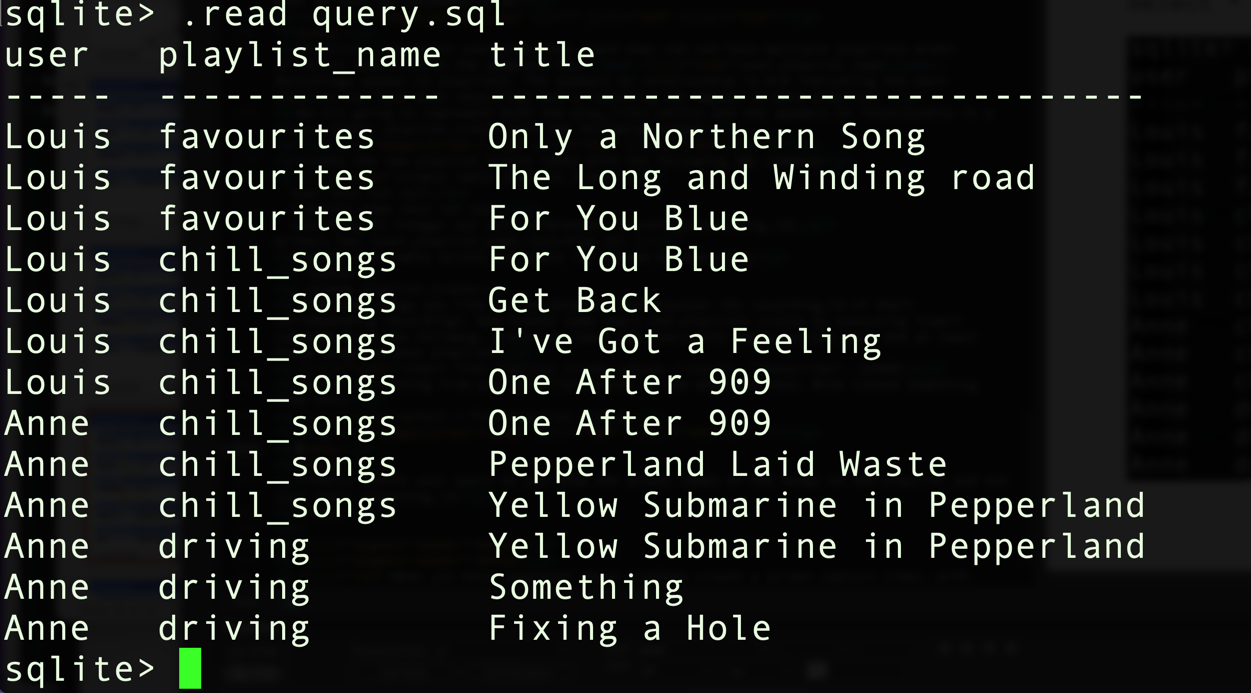 sqlite> .read query.sql
user   playlist_name  title
-----  -------------  ------------------------------
Louis  favourites     Only a Northern Song
Louis  favourites     The Long and Winding road
Louis  favourites     For You Blue
Louis  chill_songs    For You Blue
Louis  chill_songs    Get Back
Louis  chill_songs    I've Got a Feeling
Louis  chill_songs    One After 909
Anne   chill_songs    One After 909
Anne   chill_songs    Pepperland Laid Waste
Anne   chill_songs    Yellow Submarine in Pepperland
Anne   driving        Yellow Submarine in Pepperland
Anne   driving        Something
Anne   driving        Fixing a Hole
sqlite>